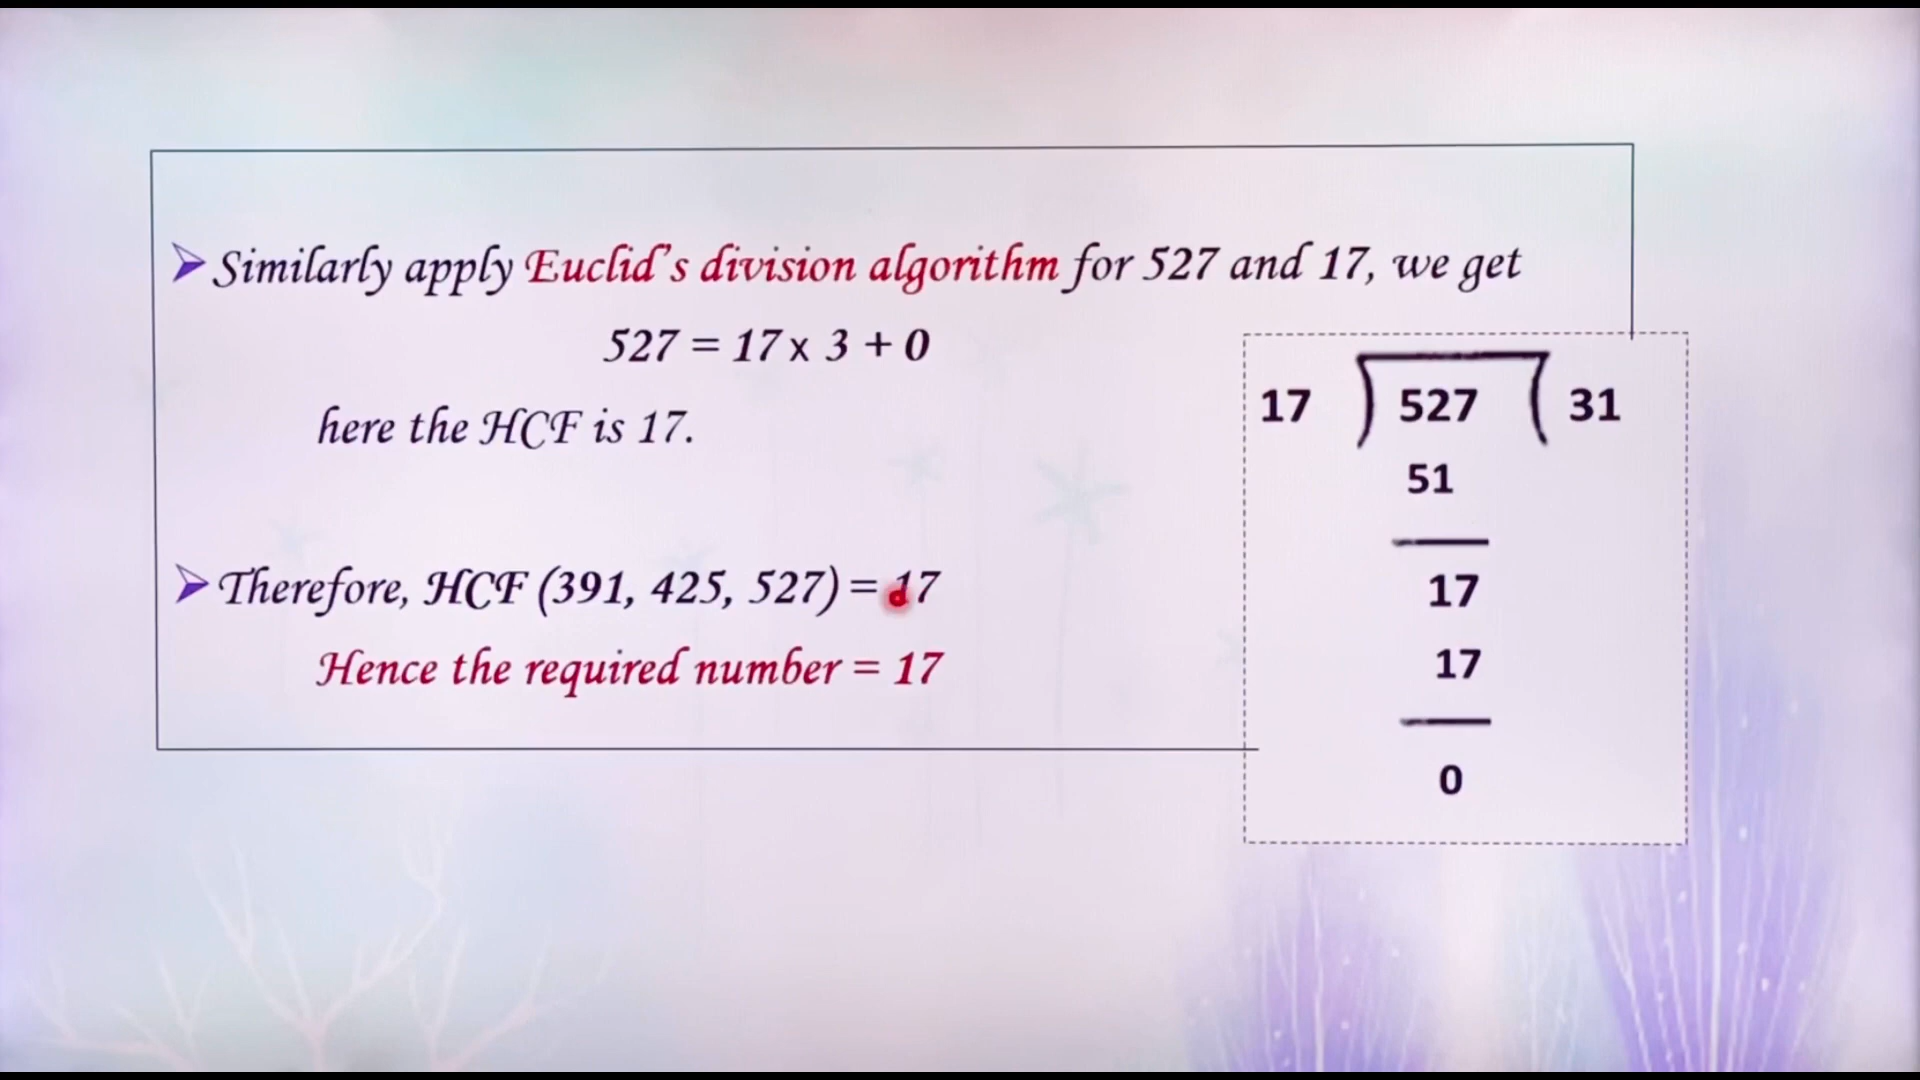 Similarly apply Euclid's division algorithm for 527 and 17, we get
527 = 17 x 3 + 0
here the HCF is 17.
Therefore, HCF (391, 425, 527) = 17
Hence the required number = 17
17 ) 527 ( 31
51
17
17
0